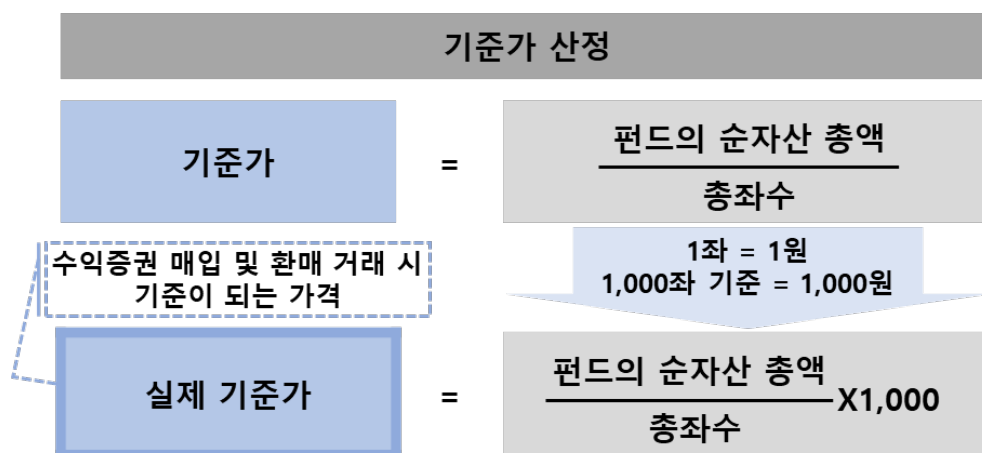 기준가 산정
기준가
=
펀드의 순자산 총액
총좌수
수익증권 매입 및 환매 거래 시
기준이 되는 가격
1좌 = 1원
1,000좌 기준 = 1,000원
실제 기준가
=
펀드의 순자산 총액
총좌수
X1,000